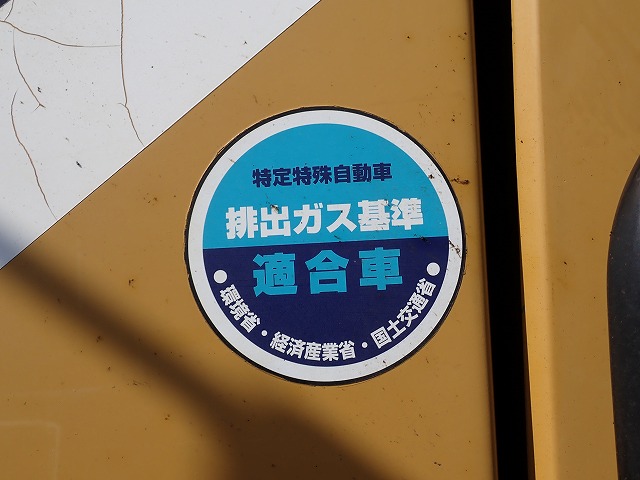 特定特殊自動車
排出ガス基準
適合車
●環境省・経済産業省・国土交通省●